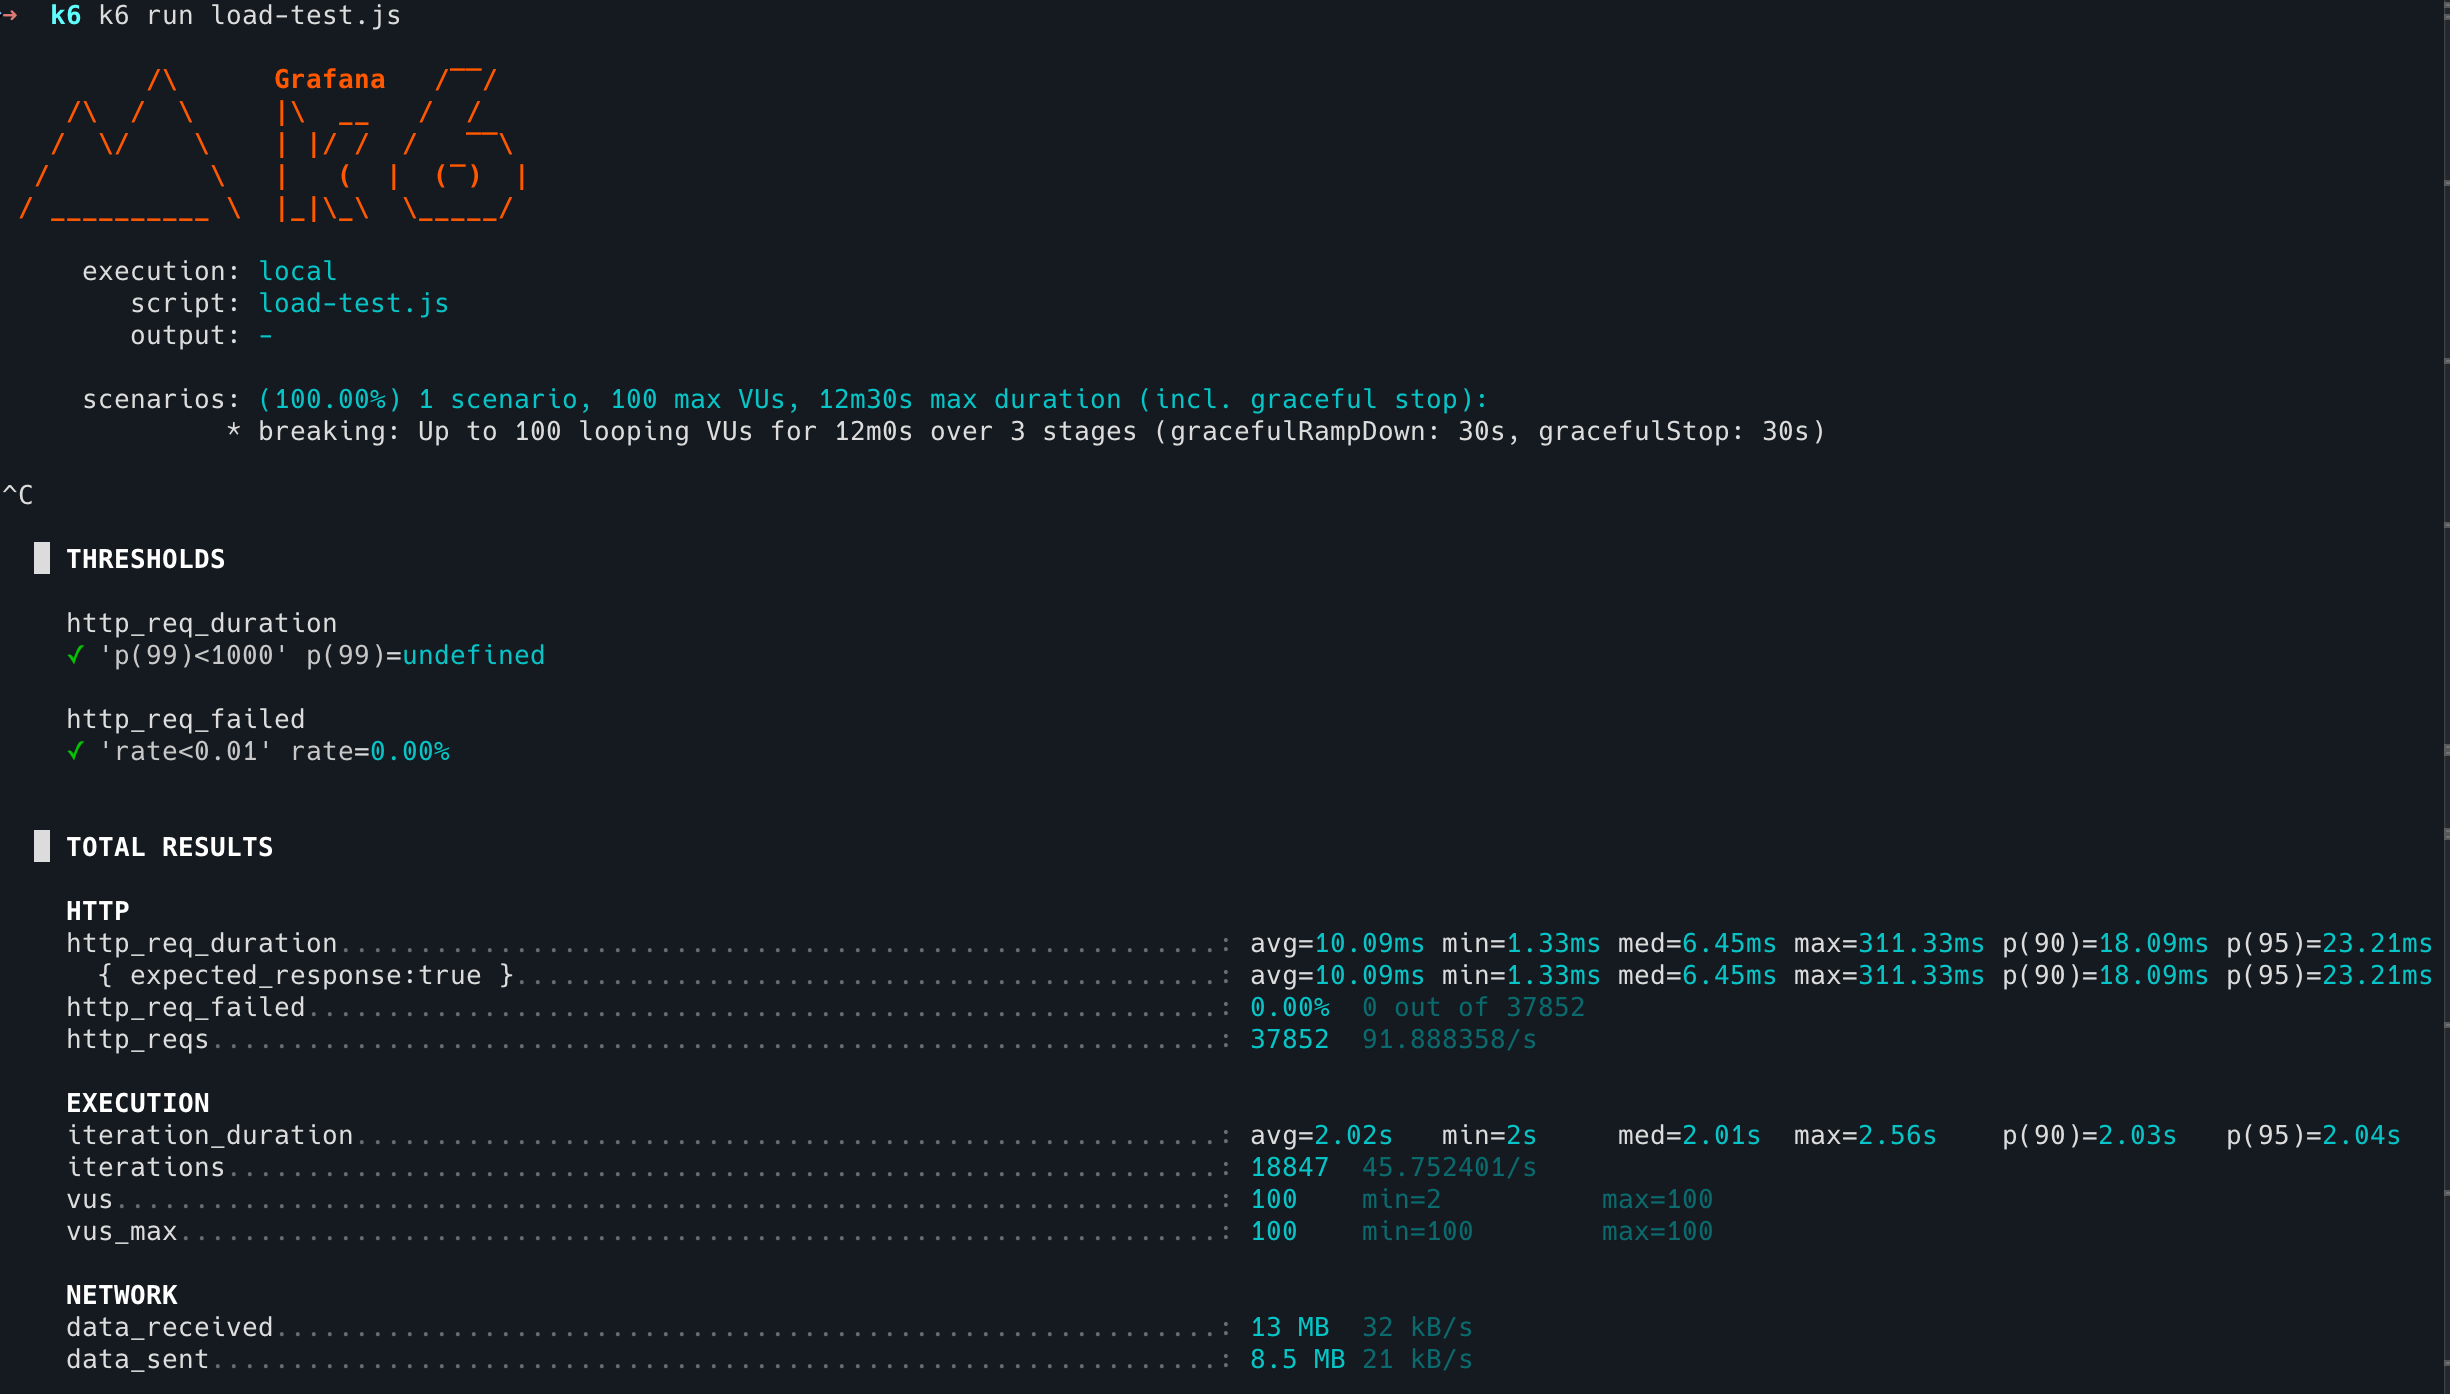 →  k6 k6 run load-test.js

         /\      Grafana   /‾‾/
    /\  /  \     |\  __   /  /
   /  \/    \    | |/ /  /   ‾‾\
  /          \   |   (  |  (‾)  |
 / __________ \  |_|\_\  \_____/

     execution: local
        script: load-test.js
        output: -

     scenarios: (100.00%) 1 scenario, 100 max VUs, 12m30s max duration (incl. graceful stop):
              * breaking: Up to 100 looping VUs for 12m0s over 3 stages (gracefulRampDown: 30s, gracefulStop: 30s)

^C

  █ THRESHOLDS

    http_req_duration
    ✓ 'p(99)<1000' p(99)=undefined

    http_req_failed
    ✓ 'rate<0.01' rate=0.00%


  █ TOTAL RESULTS

    HTTP
    http_req_duration.......................................................: avg=10.09ms min=1.33ms med=6.45ms max=311.33ms p(90)=18.09ms p(95)=23.21ms
      { expected_response:true }............................................: avg=10.09ms min=1.33ms med=6.45ms max=311.33ms p(90)=18.09ms p(95)=23.21ms
    http_req_failed.........................................................: 0.00%  0 out of 37852
    http_reqs...............................................................: 37852  91.888358/s

    EXECUTION
    iteration_duration......................................................: avg=2.02s   min=2s     med=2.01s  max=2.56s    p(90)=2.03s   p(95)=2.04s
    iterations..............................................................: 18847  45.752401/s
    vus.....................................................................: 100    min=2          max=100
    vus_max.................................................................: 100    min=100        max=100

    NETWORK
    data_received...........................................................: 13 MB  32 kB/s
    data_sent...............................................................: 8.5 MB 21 kB/s